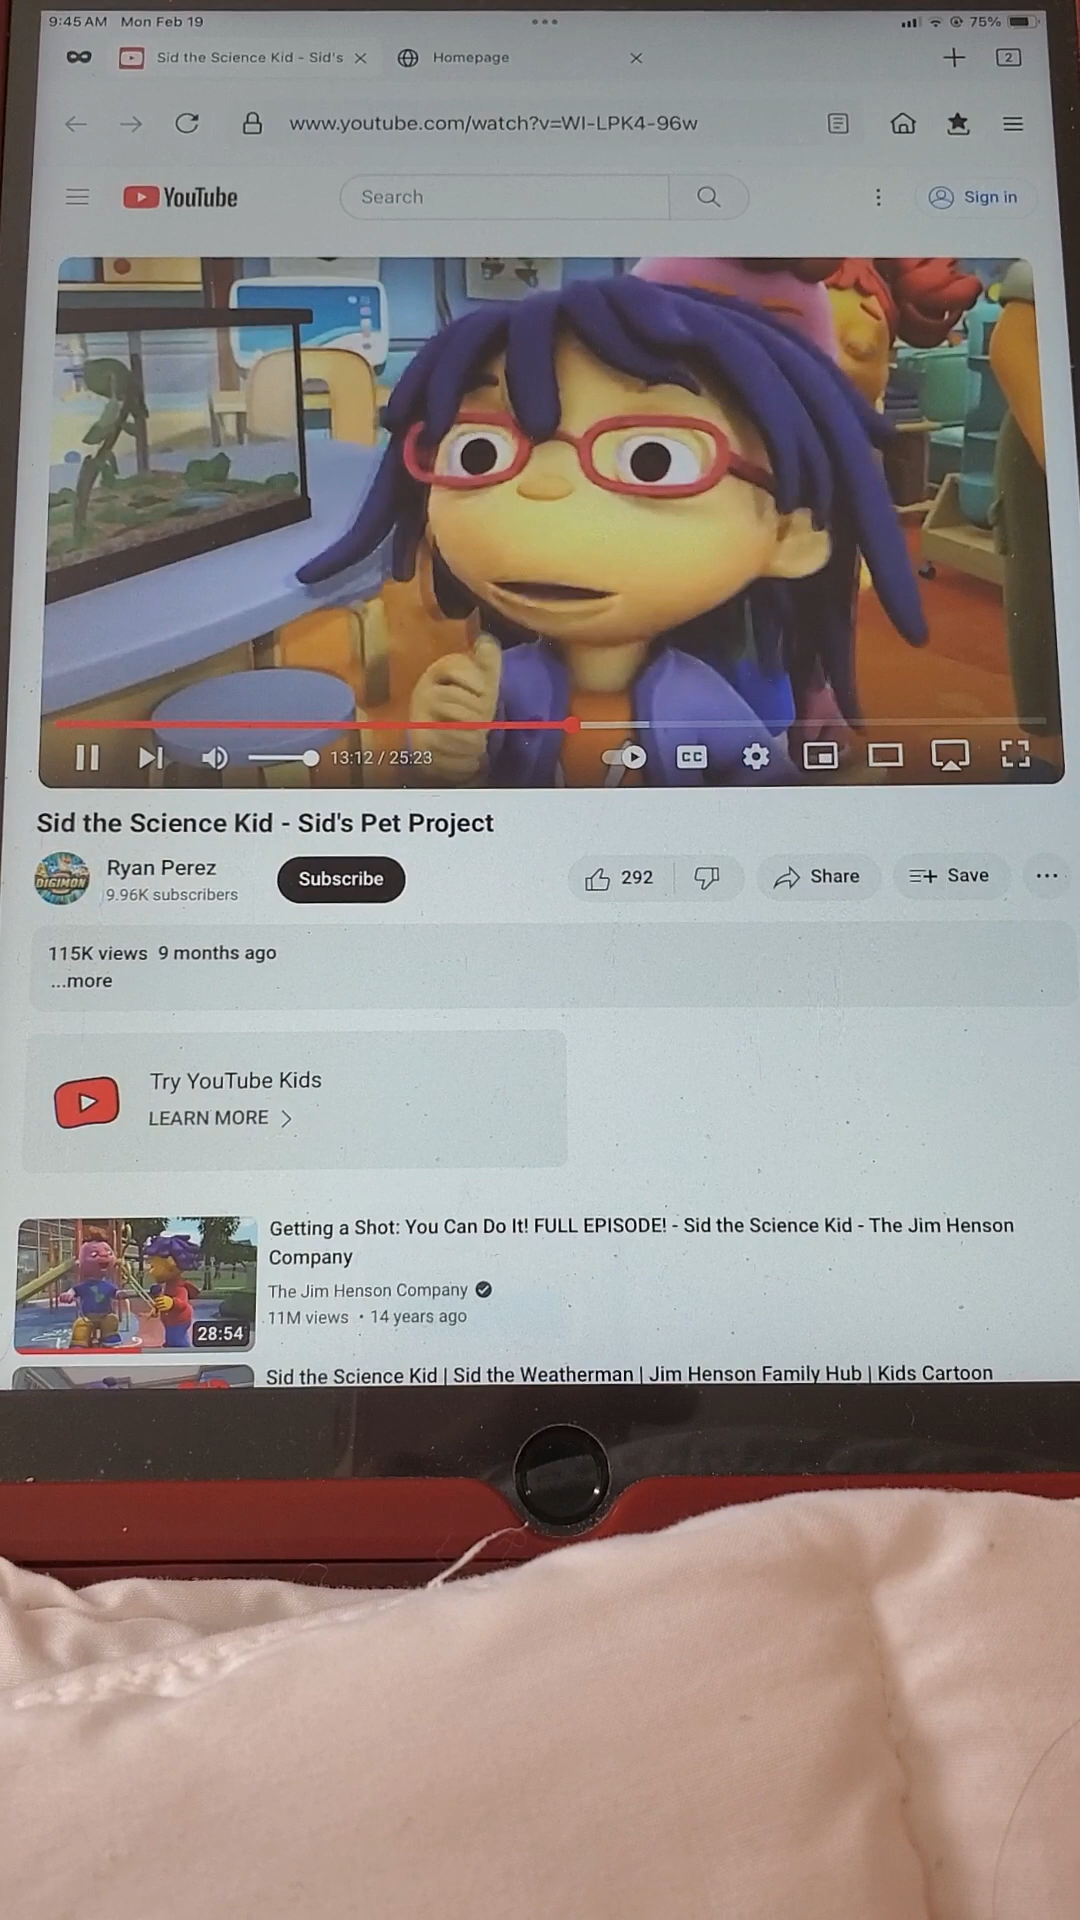 9:45 AM Mon Feb 19
75%
Sid the Science Kid - Sid's
Homepage
2
www.youtube.com/watch?v=WI-LPK4-96w
YouTube
Search
Sign in
13:12 / 25:23
CC
Sid the Science Kid - Sid's Pet Project
DIGIMON
Ryan Perez
9.96K subscribers
Subscribe
292
Share
Save
115K views 9 months ago
...more
Try YouTube Kids
LEARN MORE
28:54
Getting a Shot: You Can Do It! FULL EPISODE! - Sid the Science Kid - The Jim Henson
Company
The Jim Henson Company
11M views • 14 years ago
Sid the Science Kid | Sid the Weatherman | Jim Henson Family Hub | Kids Cartoon